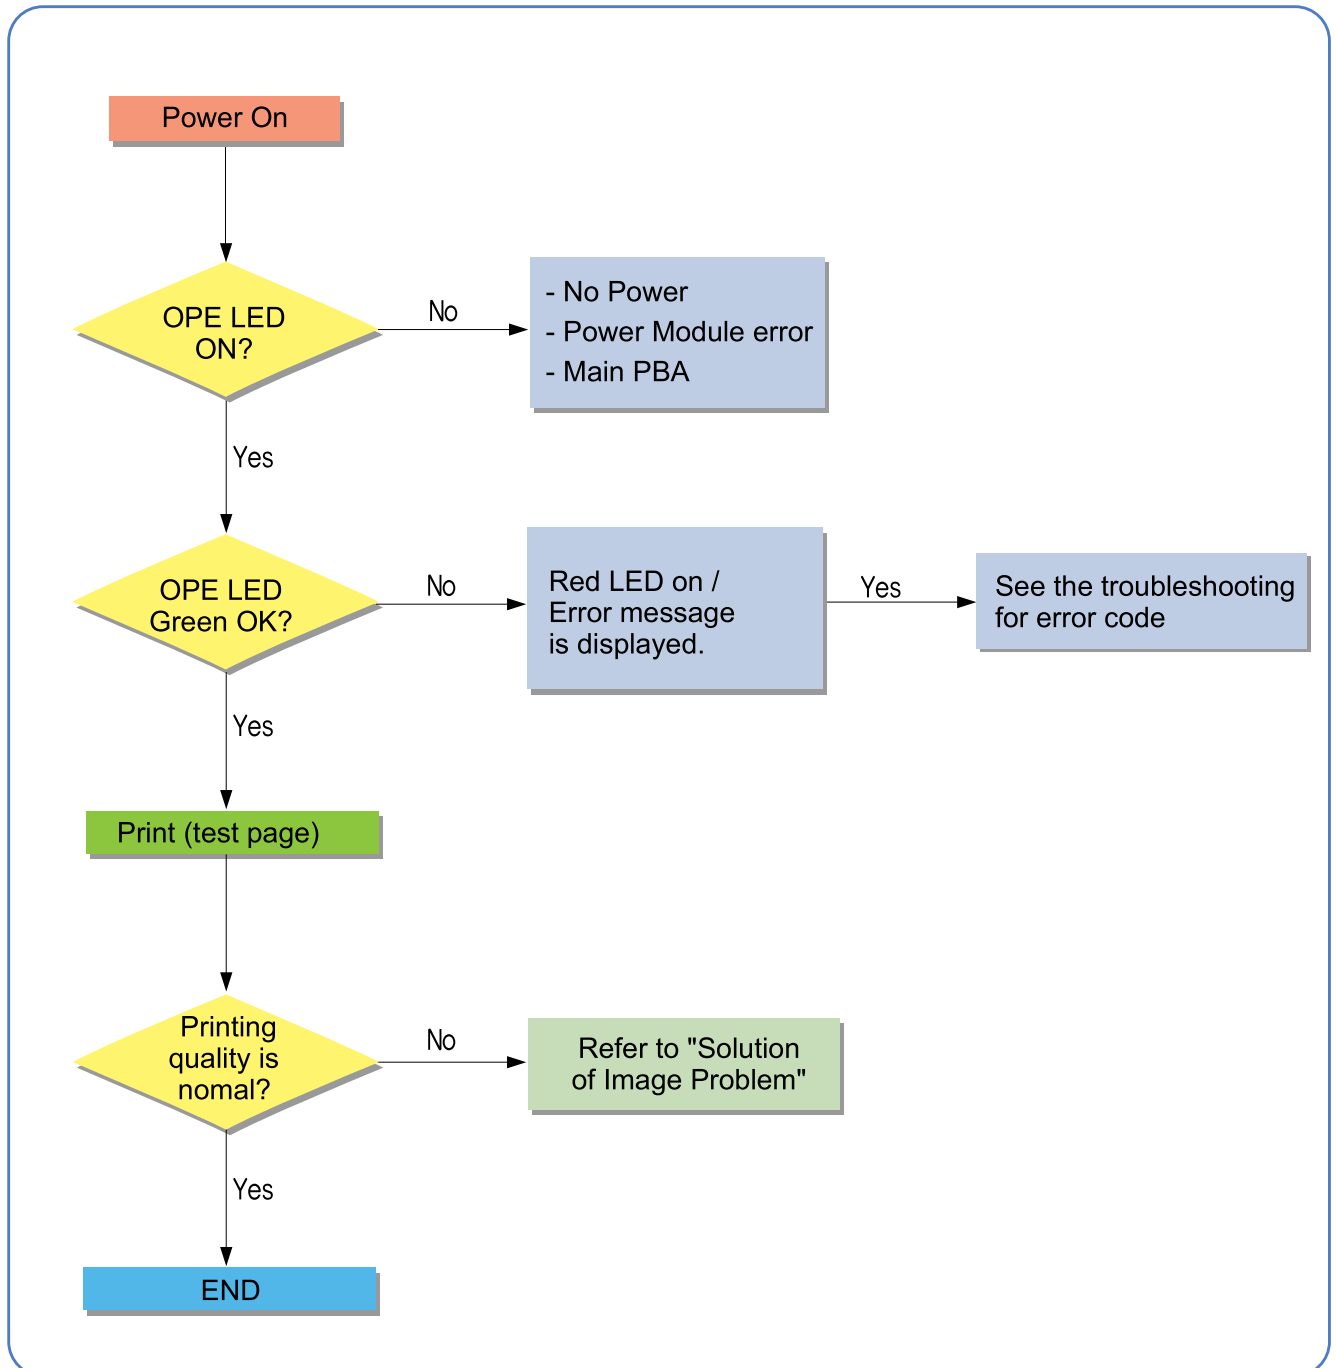 Power On
OPE LED
ON?
No
- No Power
- Power Module error
- Main PBA
Yes
OPE LED
Green OK?
No
Red LED on /
Error message
is displayed.
Yes
See the troubleshooting
for error code
Yes
Print (test page)
Printing
quality is
nomal?
No
Refer to "Solution
of Image Problem"
Yes
END